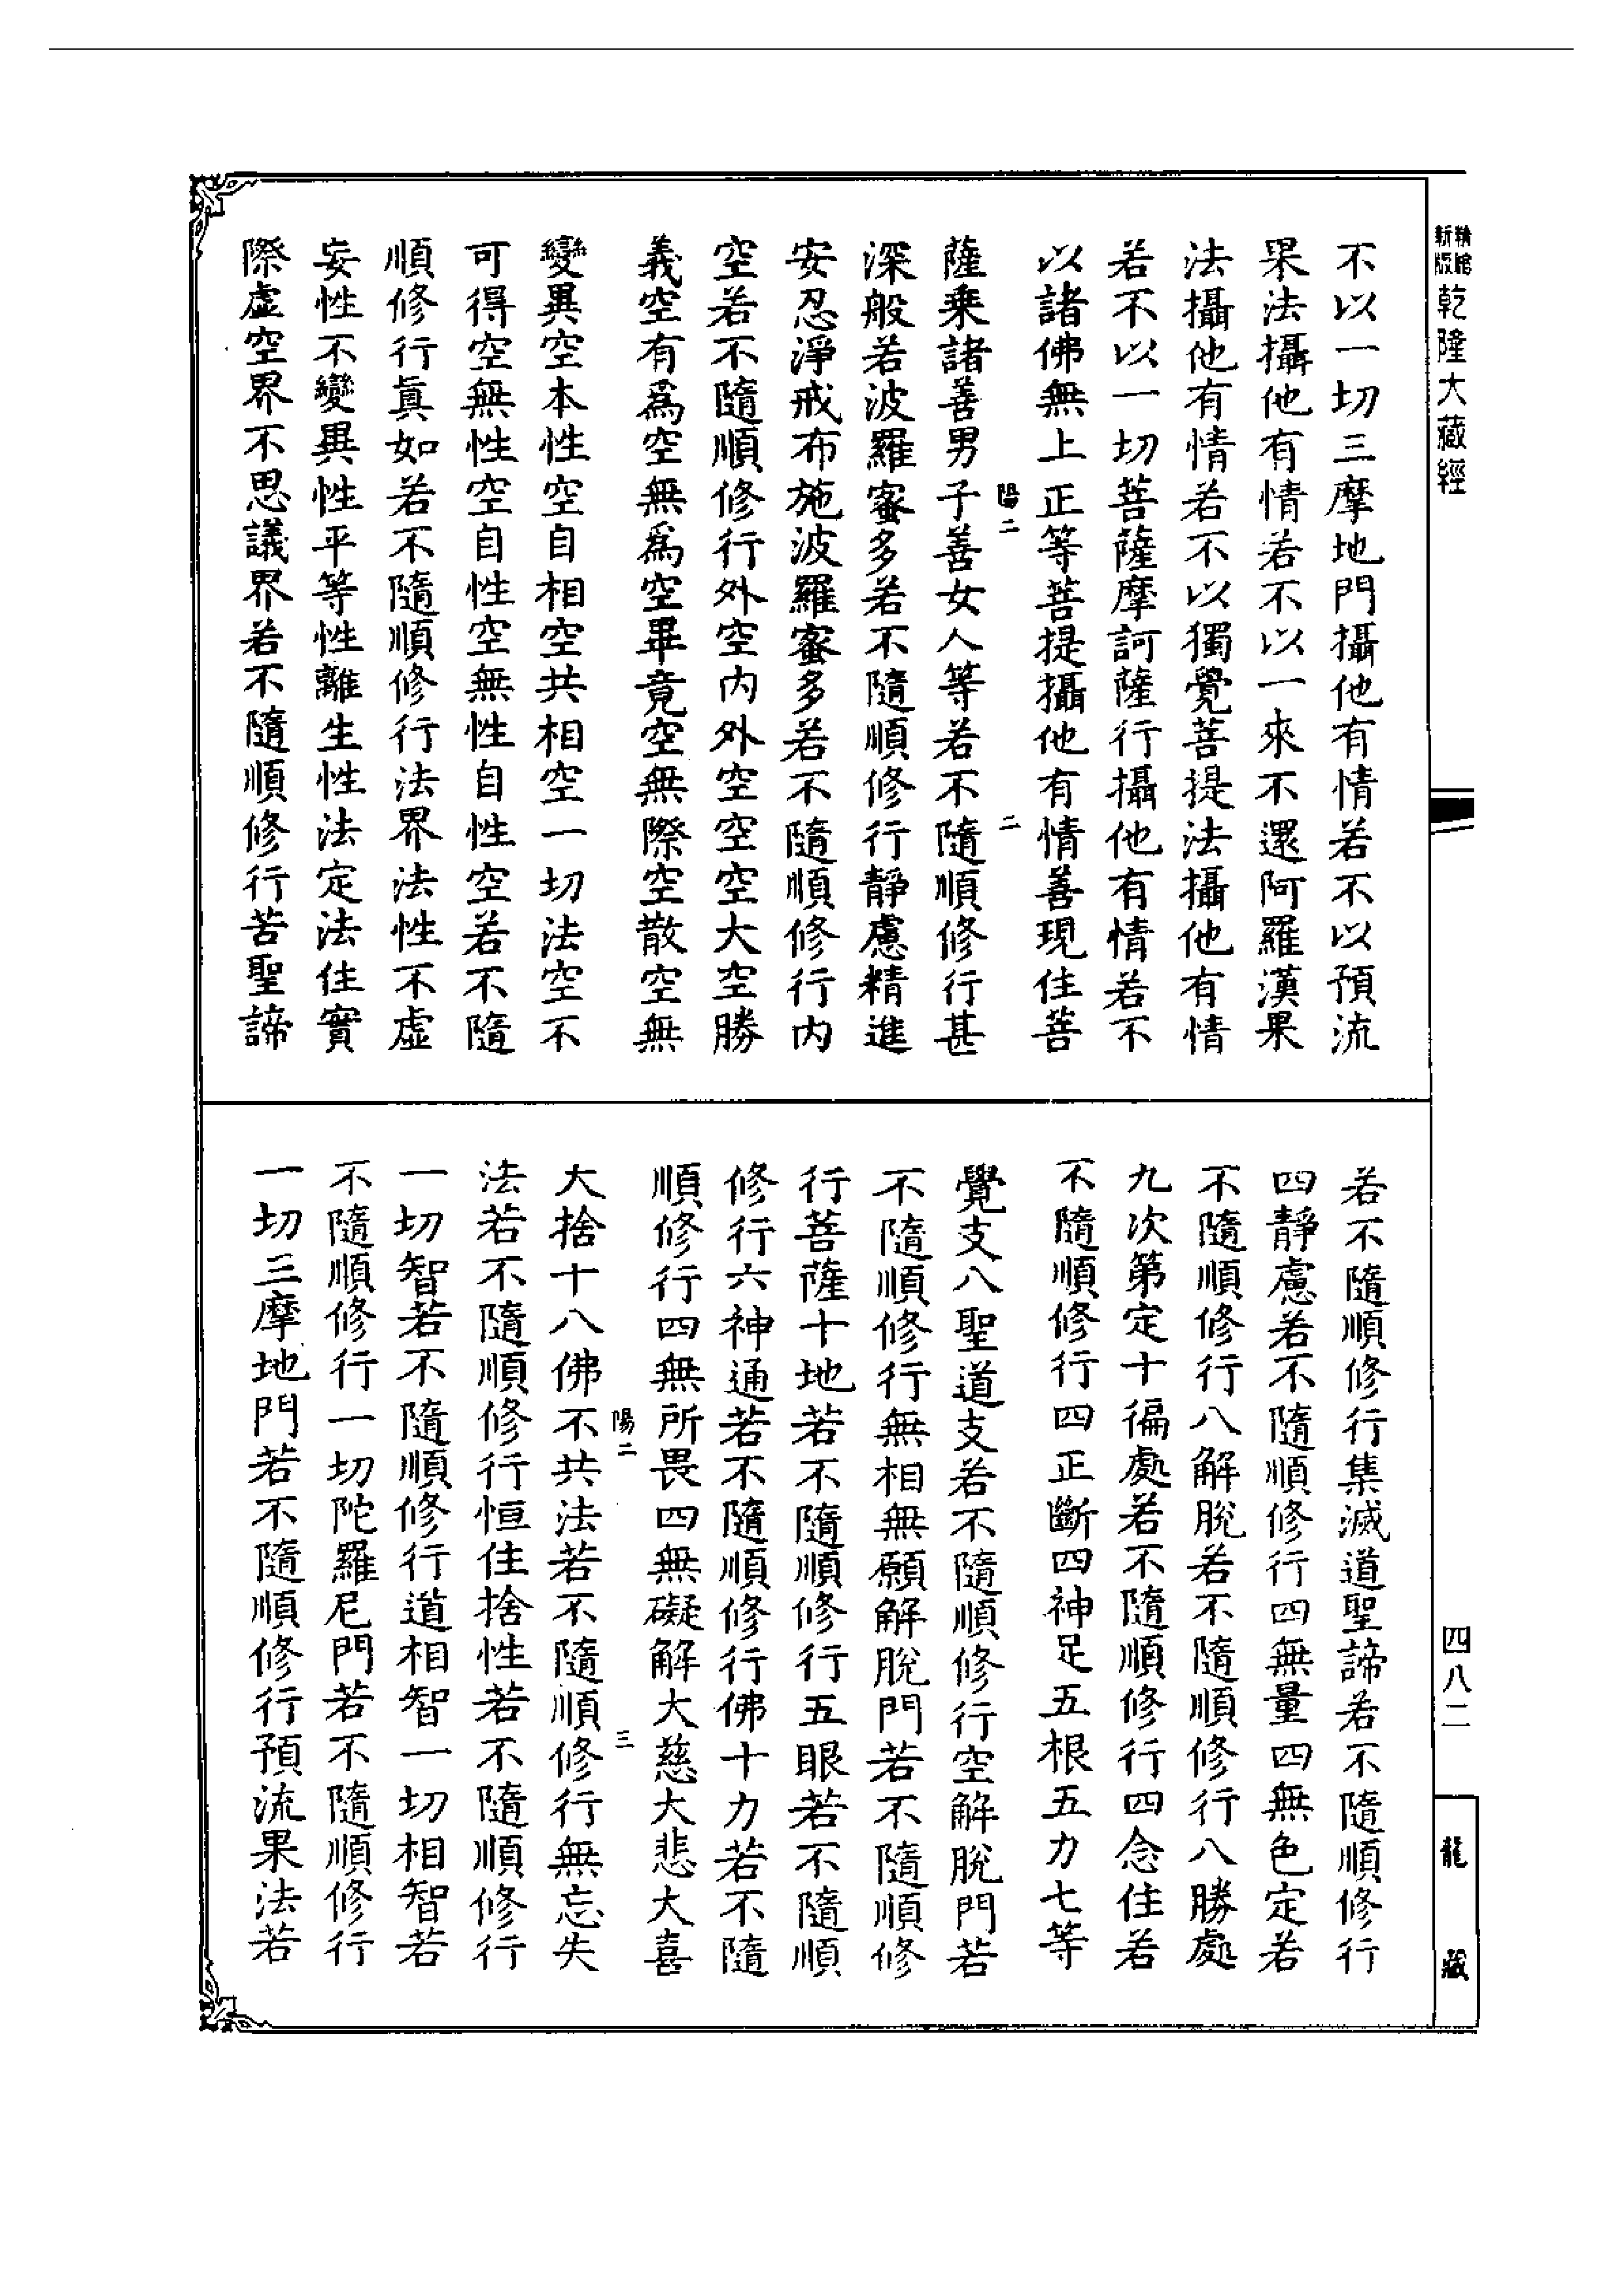 精縮
新版
乾隆大藏經
不以一切三摩地門攝他有情若不以預流
果法攝他有情若不以一來不還阿羅漢果
法攝他有情若不以獨覺菩提法攝他有情
若不以一切菩薩摩訶薩行攝他有情若不
以諸佛無上正等菩提攝他有情善現住菩
陽二
二
薩乘諸善男子善女人等若不隨順修行甚
深般若波羅蜜多若不隨順修行靜慮精進
安忍淨戒布施波羅蜜多若不隨順修行內
空若不隨順修行外空內外空空空大空勝
義空有為空無為空畢竟空無際空散空無
變異空本性空自相空共相空一切法空不
可得空無性空自性空無性自性空若不隨
順修行真如若不隨順修行法界法性不虛
妄性不變異性平等性離生性法定法住實
際虛空界不思議界若不隨順修行苦聖諦
若不隨順修行集滅道聖諦若不隨順修行
四靜慮若不隨順修行四無量四無色定若
不隨順修行八解脫若不隨順修行八勝處
九次第定十徧處若不隨順修行四念住若
不隨順修行四正斷四神足五根五力七等
覺支八聖道支若不隨順修行空解脫門若
不隨順修行無相無願解脫門若不隨順修
行菩薩十地若不隨順修行五眼若不隨順
修行六神通若不隨順修行佛十力若不隨
順修行四無所畏四無礙解大慈大悲大喜
陽二
三
大捨十八佛不共法若不隨順修行無忘失
法若不隨順修行恒住捨性若不隨順修行
一切智若不隨順修行道相智一切相智若
不隨順修行一切陀羅尼門若不隨順修行
一切三摩地門若不隨順修行預流果法若
四八二
龍藏